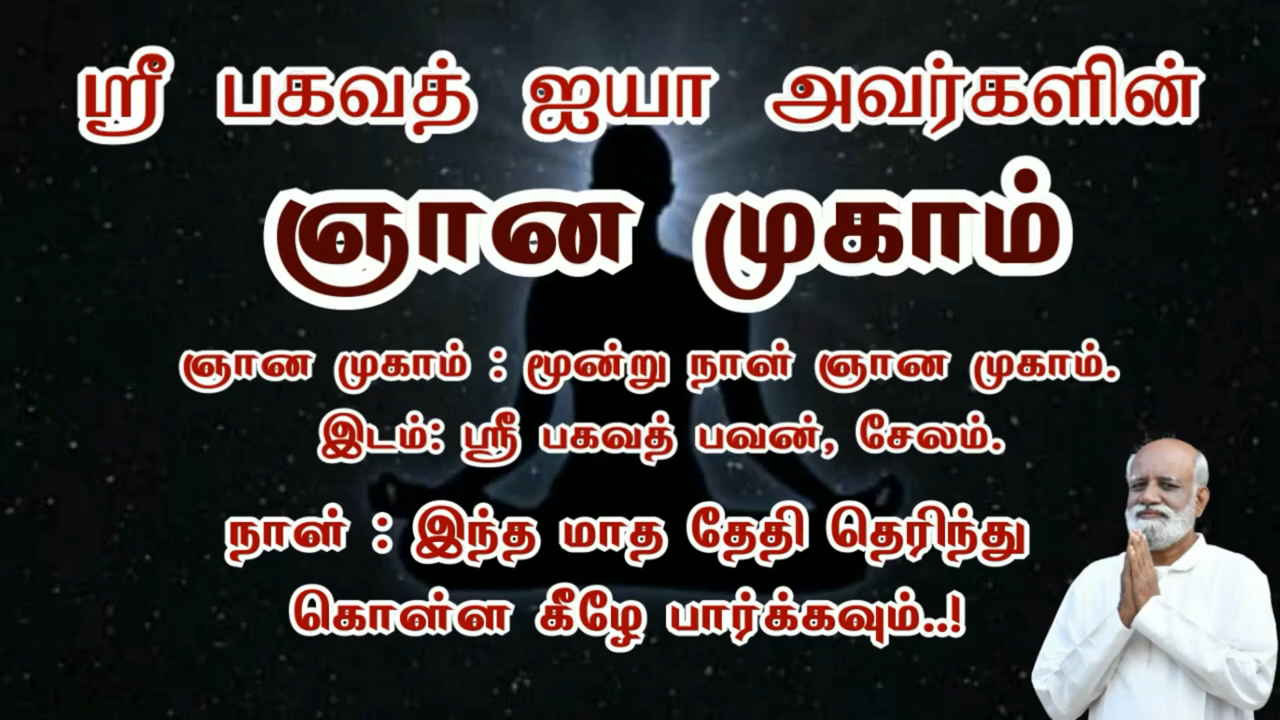 ஸ்ரீ பகவத் ஐயா அவர்களின்
ஞான முகாம்
ஞான முகாம் : மூன்று நாள் ஞான முகாம்.
இடம்: ஸ்ரீ பகவத் பவன், சேலம்.
நாள் : இந்த மாத தேதி தெரிந்து
கொள்ள கீழே பார்க்கவும்..!